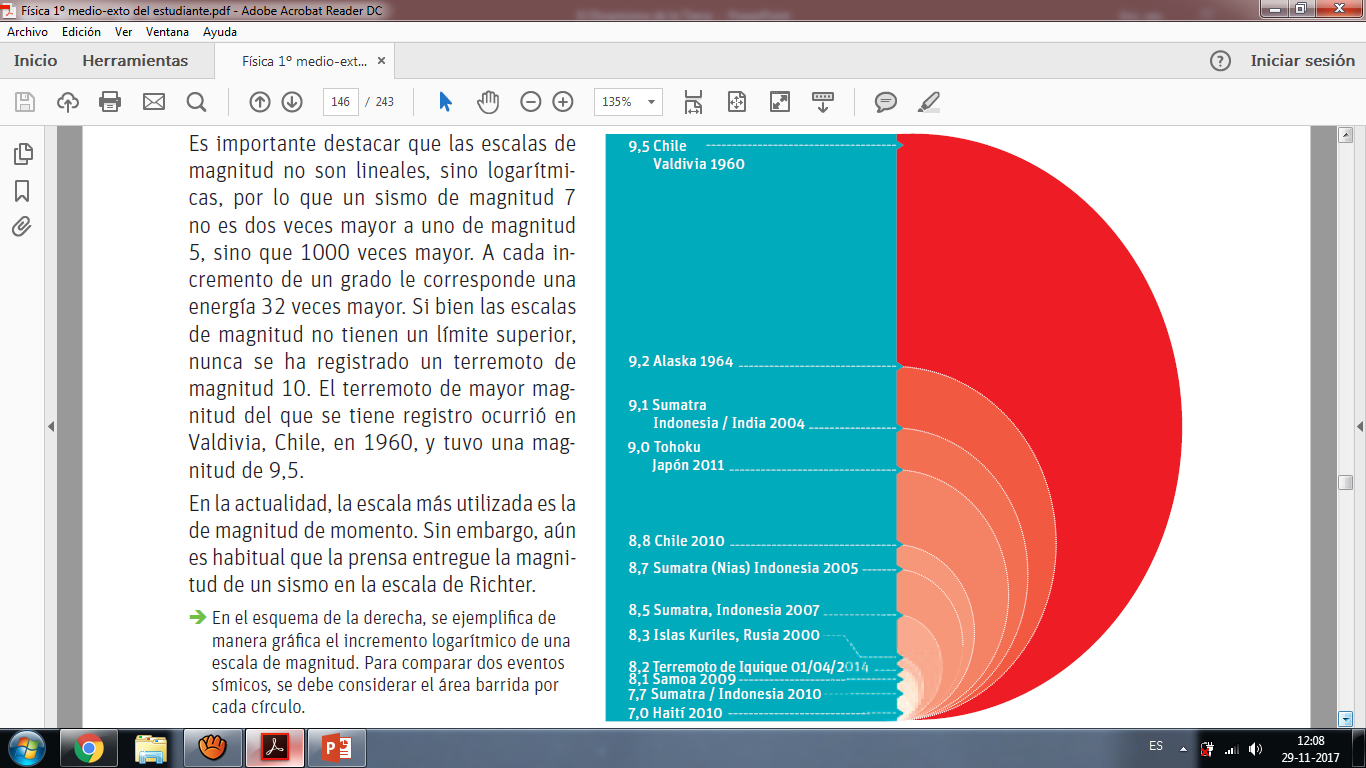 Física 1º medio-exto del estudiante.pdf - Adobe Acrobat Reader DC
Archivo Edición Ver Ventana Ayuda
Inicio Herramientas Física 1º medio-ext... × ? Iniciar sesión
146 / 243 135%
Es importante destacar que las escalas de
magnitud no son lineales, sino logarítmi-
cas, por lo que un sismo de magnitud 7
no es dos veces mayor a uno de magnitud
5, sino que 1000 veces mayor. A cada in-
cremento de un grado le corresponde una
energía 32 veces mayor. Si bien las escalas
de magnitud no tienen un límite superior,
nunca se ha registrado un terremoto de
magnitud 10. El terremoto de mayor mag-
nitud del que se tiene registro ocurrió en
Valdivia, Chile, en 1960, y tuvo una mag-
nitud de 9,5.
En la actualidad, la escala más utilizada es la
de magnitud de momento. Sin embargo, aún
es habitual que la prensa entregue la magni-
tud de un sismo en la escala de Richter.
➔ En el esquema de la derecha, se ejemplifica de
manera gráfica el incremento logarítmico de una
escala de magnitud. Para comparar dos eventos
símicos, se debe considerar el área barrida por
cada círculo.
9,5 Chile
Valdivia 1960
9,2 Alaska 1964
9,1 Sumatra
Indonesia / India 2004
9,0 Tohoku
Japón 2011
8,8 Chile 2010
8,7 Sumatra (Nias) Indonesia 2005
8,5 Sumatra, Indonesia 2007
8,3 Islas Kuriles, Rusia 2000
8,2 Terremoto de Iquique 01/04/2014
8,1 Samoa 2009
7,7 Sumatra / Indonesia 2010
7,0 Haití 2010
ES
12:08
29-11-2017